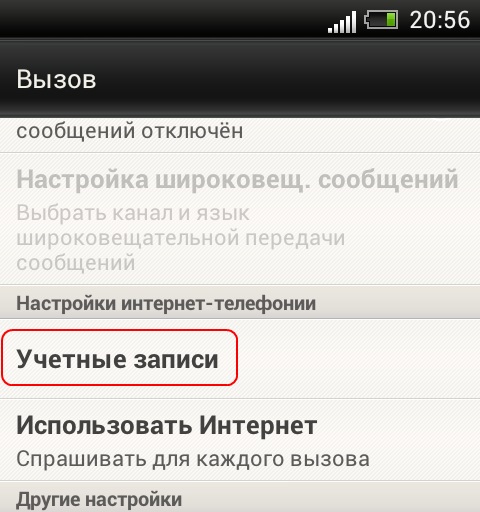 20:56
Вызов
сообщений отключён
Настройка широковещ. сообщений
Выбрать канал и язык
широковещательной передачи
сообщений
Настройки интернет-телефонии
Учетные записи
Использовать Интернет
Спрашивать для каждого вызова
Другие настройки